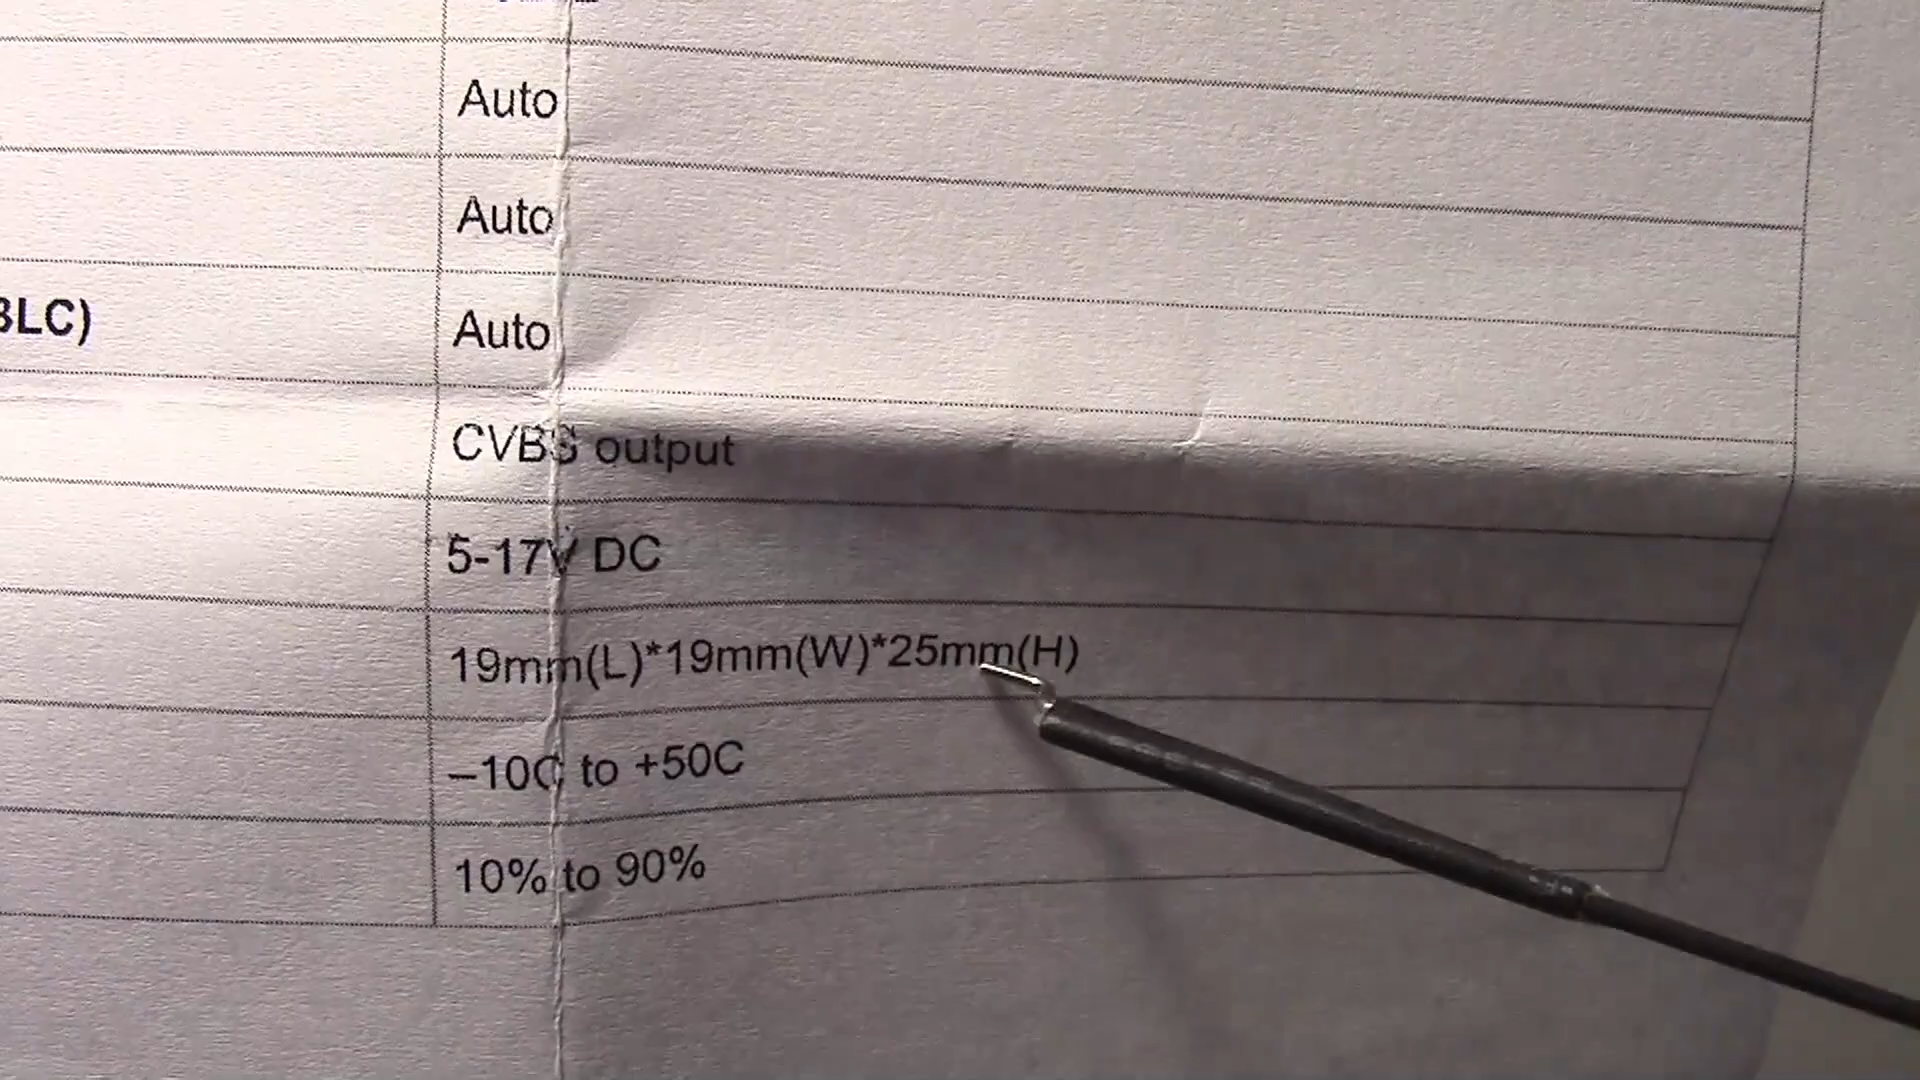 Auto
Auto
BLC) Auto
CVBS output
5-17V DC
19mm(L)*19mm(W)*25mm(H)
–10C to +50C
10% to 90%